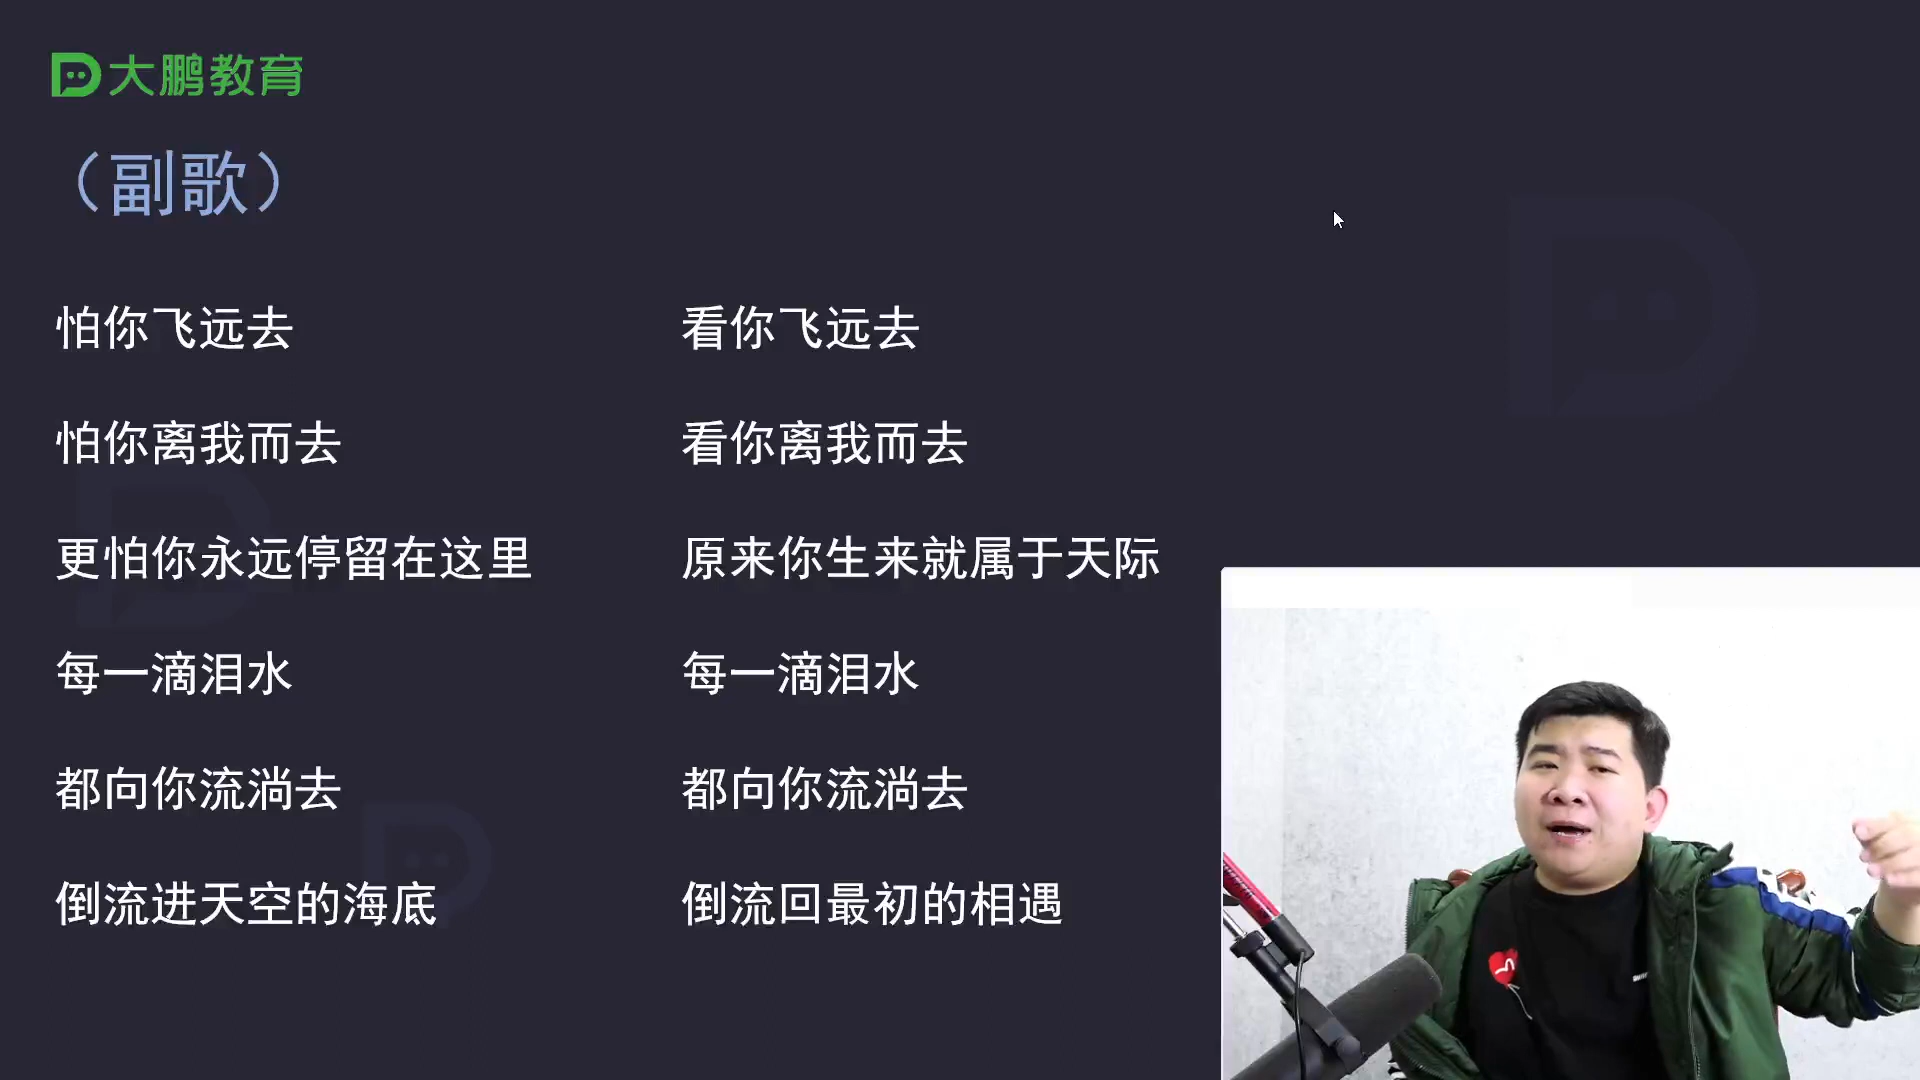 大鹏教育
（副歌）
怕你飞远去
怕你离我而去
更怕你永远停留在这里
每一滴泪水
都向你流淌去
倒流进天空的海底
看你飞远去
看你离我而去
原来你生来就属于天际
每一滴泪水
都向你流淌去
倒流回最初的相遇